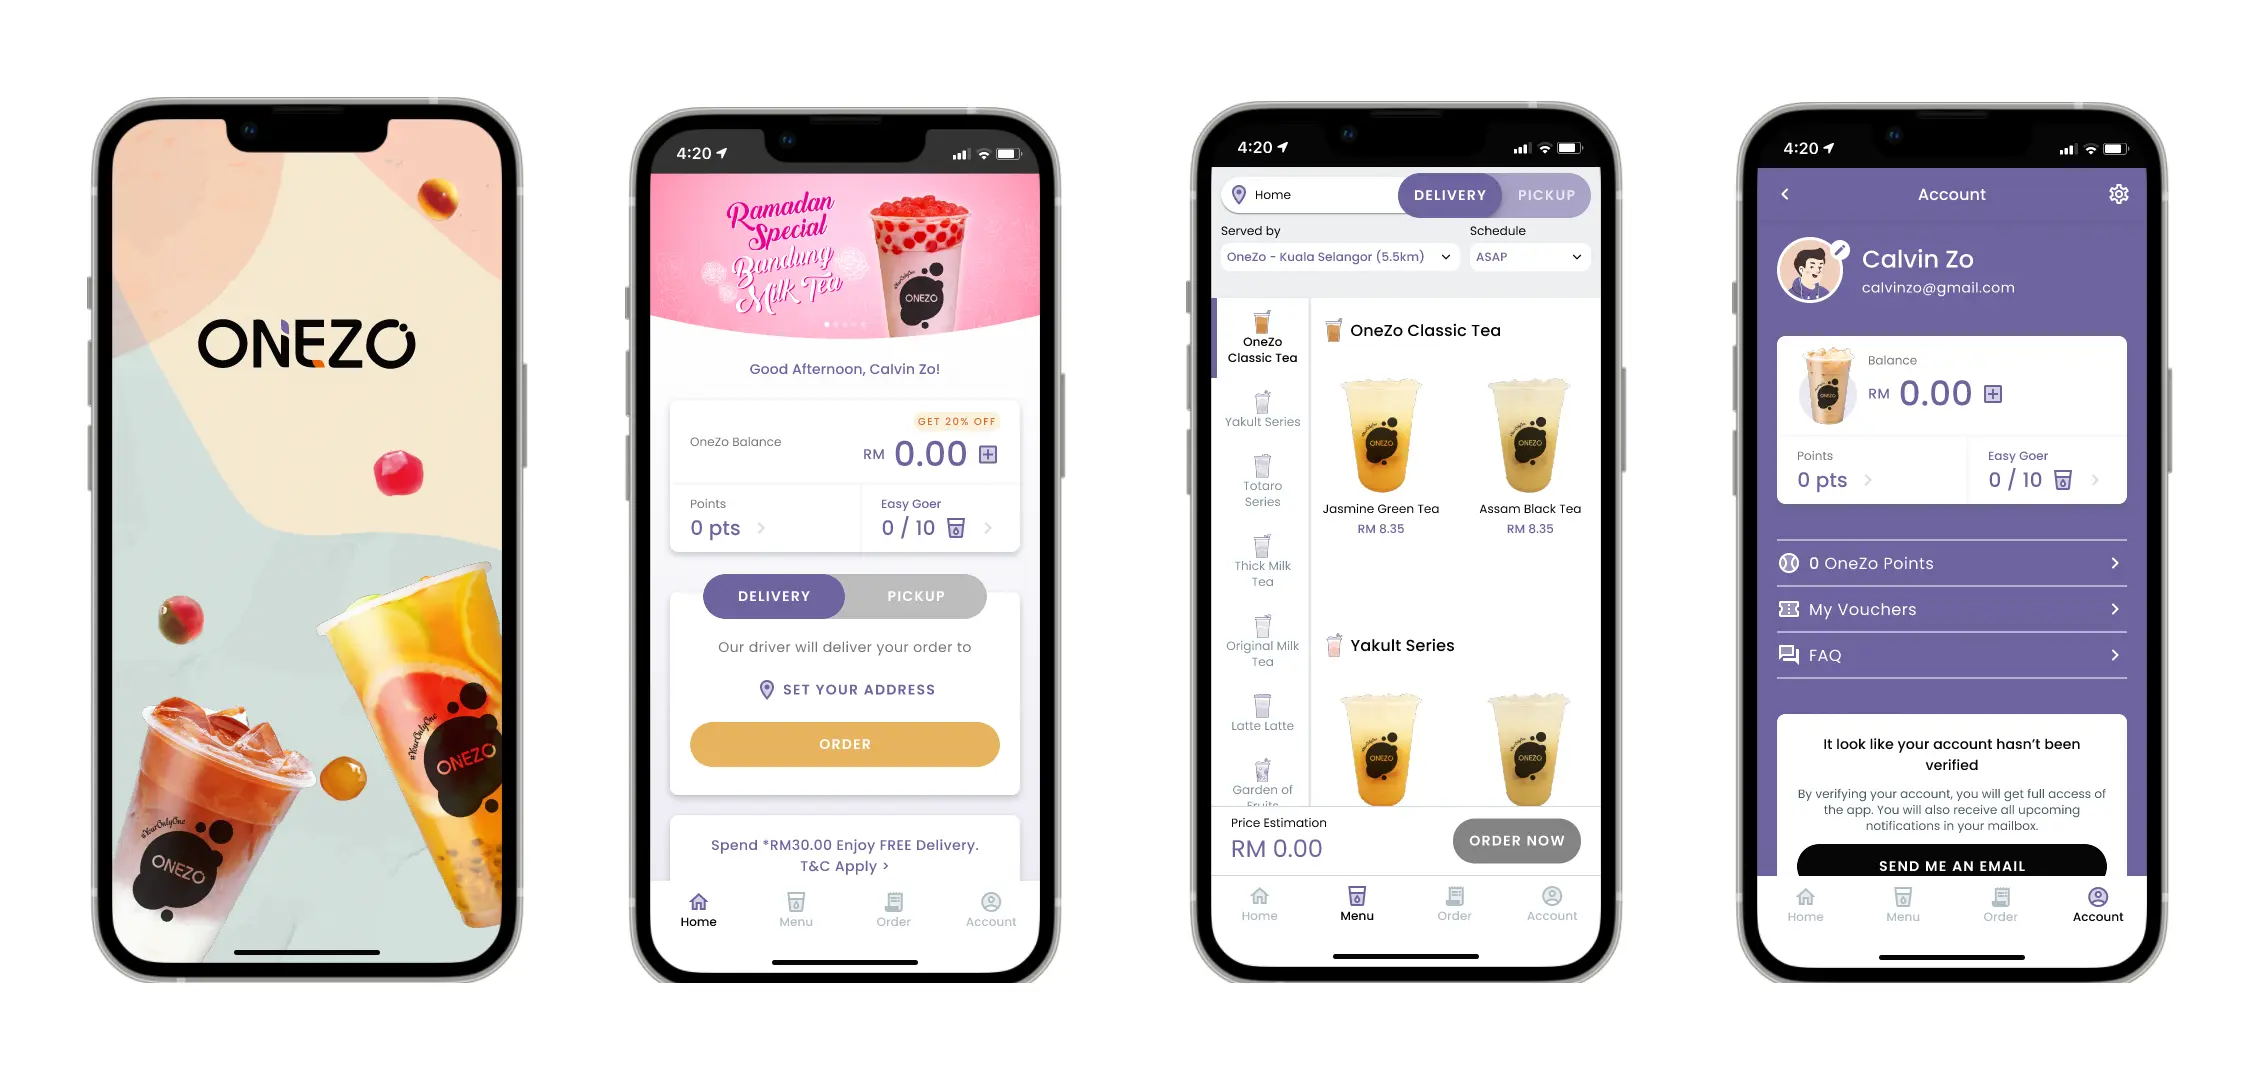 ONEZO
#YourOnlyOne
ONEZO
#YourOnlyOne
ONEZO
4:20
Ramadan
Special
Bandung
Milk Tea
ONEZO
Good Afternoon, Calvin Zo!
GET 20% OFF
OneZo Balance
RM 0.00
Points
0 pts
Easy Goer
0 / 10
DELIVERY
PICKUP
Our driver will deliver your order to
SET YOUR ADDRESS
ORDER
Spend *RM30.00 Enjoy FREE Delivery.
T&C Apply >
Home
Menu
Order
Account
4:20
Home
DELIVERY
PICKUP
Served by
Schedule
OneZo - Kuala Selangor (5.5km)
ASAP
OneZo
Classic Tea
Yakult Series
Totaro
Series
Thick Milk
Tea
Original Milk
Tea
Latte Latte
Garden of
Fruits
OneZo Classic Tea
ONEZO
ONEZO
Jasmine Green Tea
RM 8.35
Assam Black Tea
RM 8.35
Yakult Series
ONEZO
ONEZO
Price Estimation
RM 0.00
ORDER NOW
Home
Menu
Order
Account
4:20
Account
Calvin Zo
calvinzo@gmail.com
ONEZO
Balance
RM 0.00
Points
0 pts
Easy Goer
0 / 10
0 OneZo Points
My Vouchers
FAQ
It look like your account hasn’t been
verified
By verifying your account, you will get full access of
the app. You will also receive all upcoming
notifications in your mailbox.
SEND ME AN EMAIL
Home
Menu
Order
Account